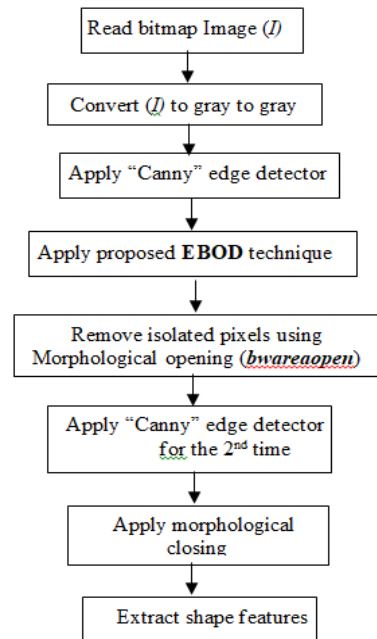 Read bitmap Image (I)
Convert (I) to gray to gray
Apply “Canny” edge detector
Apply proposed EBOD technique
Remove isolated pixels using
Morphological opening (bwareaopen)
Apply “Canny” edge detector
for the 2nd time
Apply morphological
closing
Extract shape features